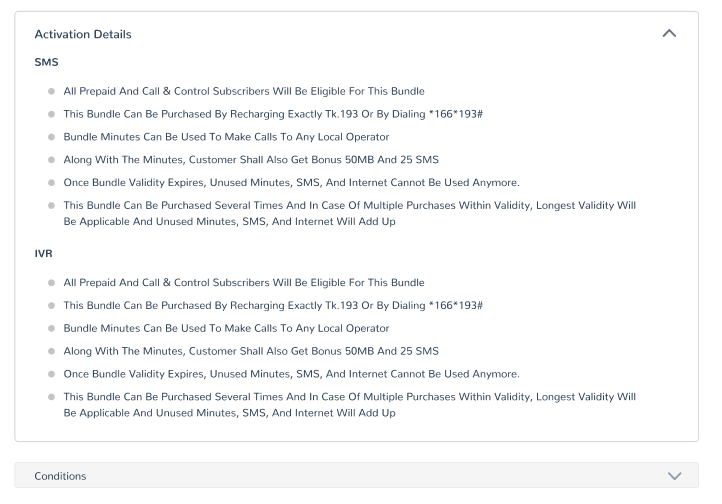 Activation Details
SMS
All Prepaid And Call & Control Subscribers Will Be Eligible For This Bundle
This Bundle Can Be Purchased By Recharging Exactly Tk.193 Or By Dialing *166*193#
Bundle Minutes Can Be Used To Make Calls To Any Local Operator
Along With The Minutes, Customer Shall Also Get Bonus 50MB And 25 SMS
Once Bundle Validity Expires, Unused Minutes, SMS, And Internet Cannot Be Used Anymore.
This Bundle Can Be Purchased Several Times And In Case Of Multiple Purchases Within Validity, Longest Validity Will
Be Applicable And Unused Minutes, SMS, And Internet Will Add Up
IVR
All Prepaid And Call & Control Subscribers Will Be Eligible For This Bundle
This Bundle Can Be Purchased By Recharging Exactly Tk.193 Or By Dialing *166*193#
Bundle Minutes Can Be Used To Make Calls To Any Local Operator
Along With The Minutes, Customer Shall Also Get Bonus 50MB And 25 SMS
Once Bundle Validity Expires, Unused Minutes, SMS, And Internet Cannot Be Used Anymore.
This Bundle Can Be Purchased Several Times And In Case Of Multiple Purchases Within Validity, Longest Validity Will
Be Applicable And Unused Minutes, SMS, And Internet Will Add Up
Conditions